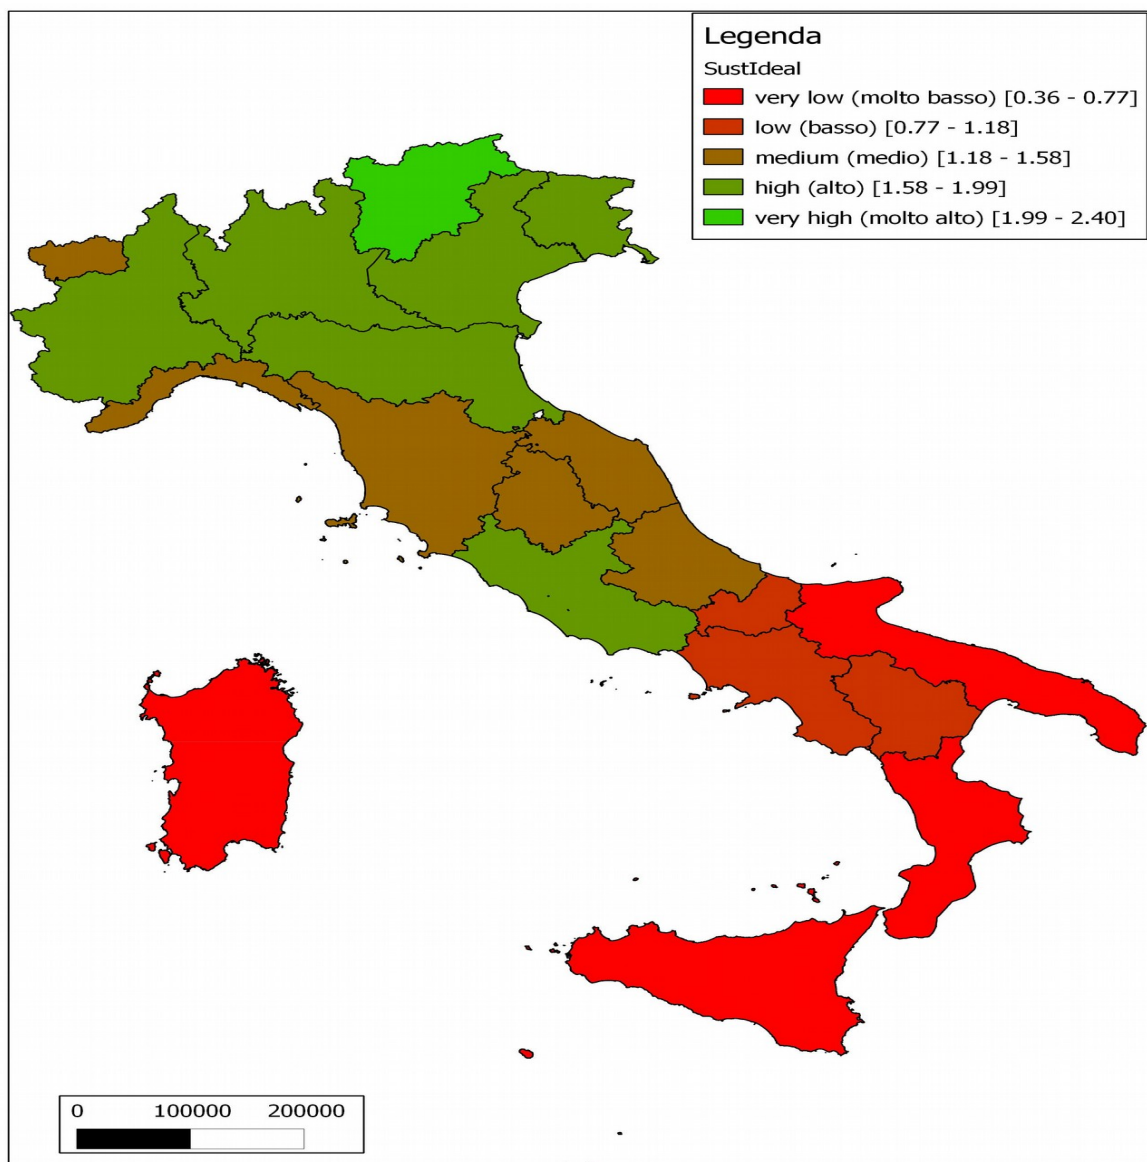 Legenda
SustIdeal
very low (molto basso) [0.36 - 0.77]
low (basso) [0.77 - 1.18]
medium (medio) [1.18 - 1.58]
high (alto) [1.58 - 1.99]
very high (molto alto) [1.99 - 2.40]
0 100000 200000